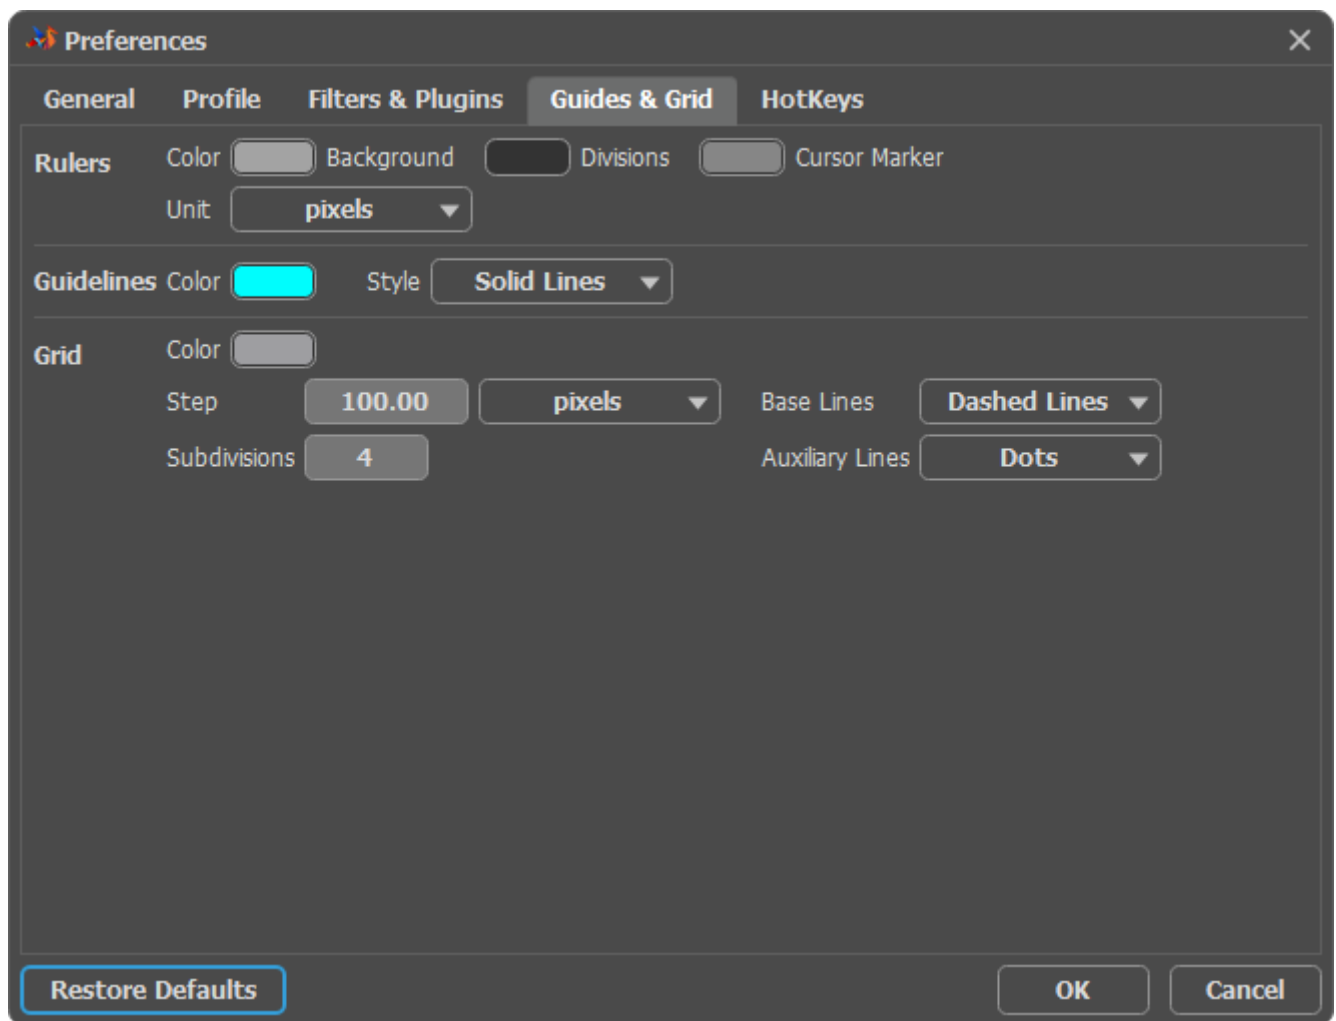 Preferences
General Profile Filters & Plugins Guides & Grid HotKeys
Rulers Color Background Divisions Cursor Marker
Unit pixels
Guidelines Color Style Solid Lines
Grid Color
Step 100.00 pixels Base Lines Dashed Lines
Subdivisions 4 Auxiliary Lines Dots
Restore Defaults OK Cancel